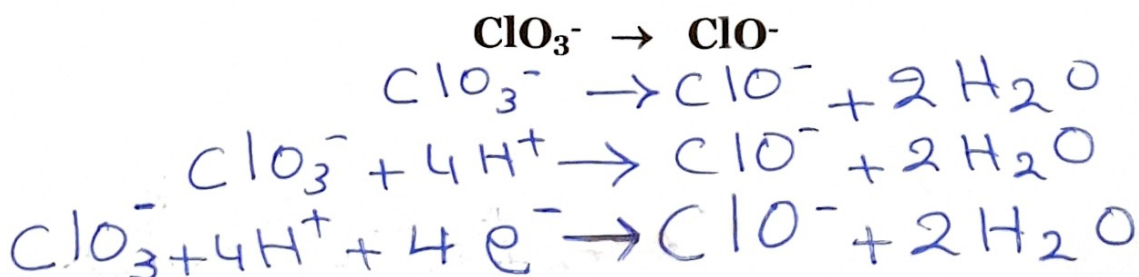 ClO₃⁻ → ClO⁻
ClO₃⁻ → ClO⁻ + 2H₂O
ClO₃⁻ + 4H⁺ → ClO⁻ + 2H₂O
ClO₃⁻ + 4H⁺ + 4e⁻ → ClO⁻ + 2H₂O